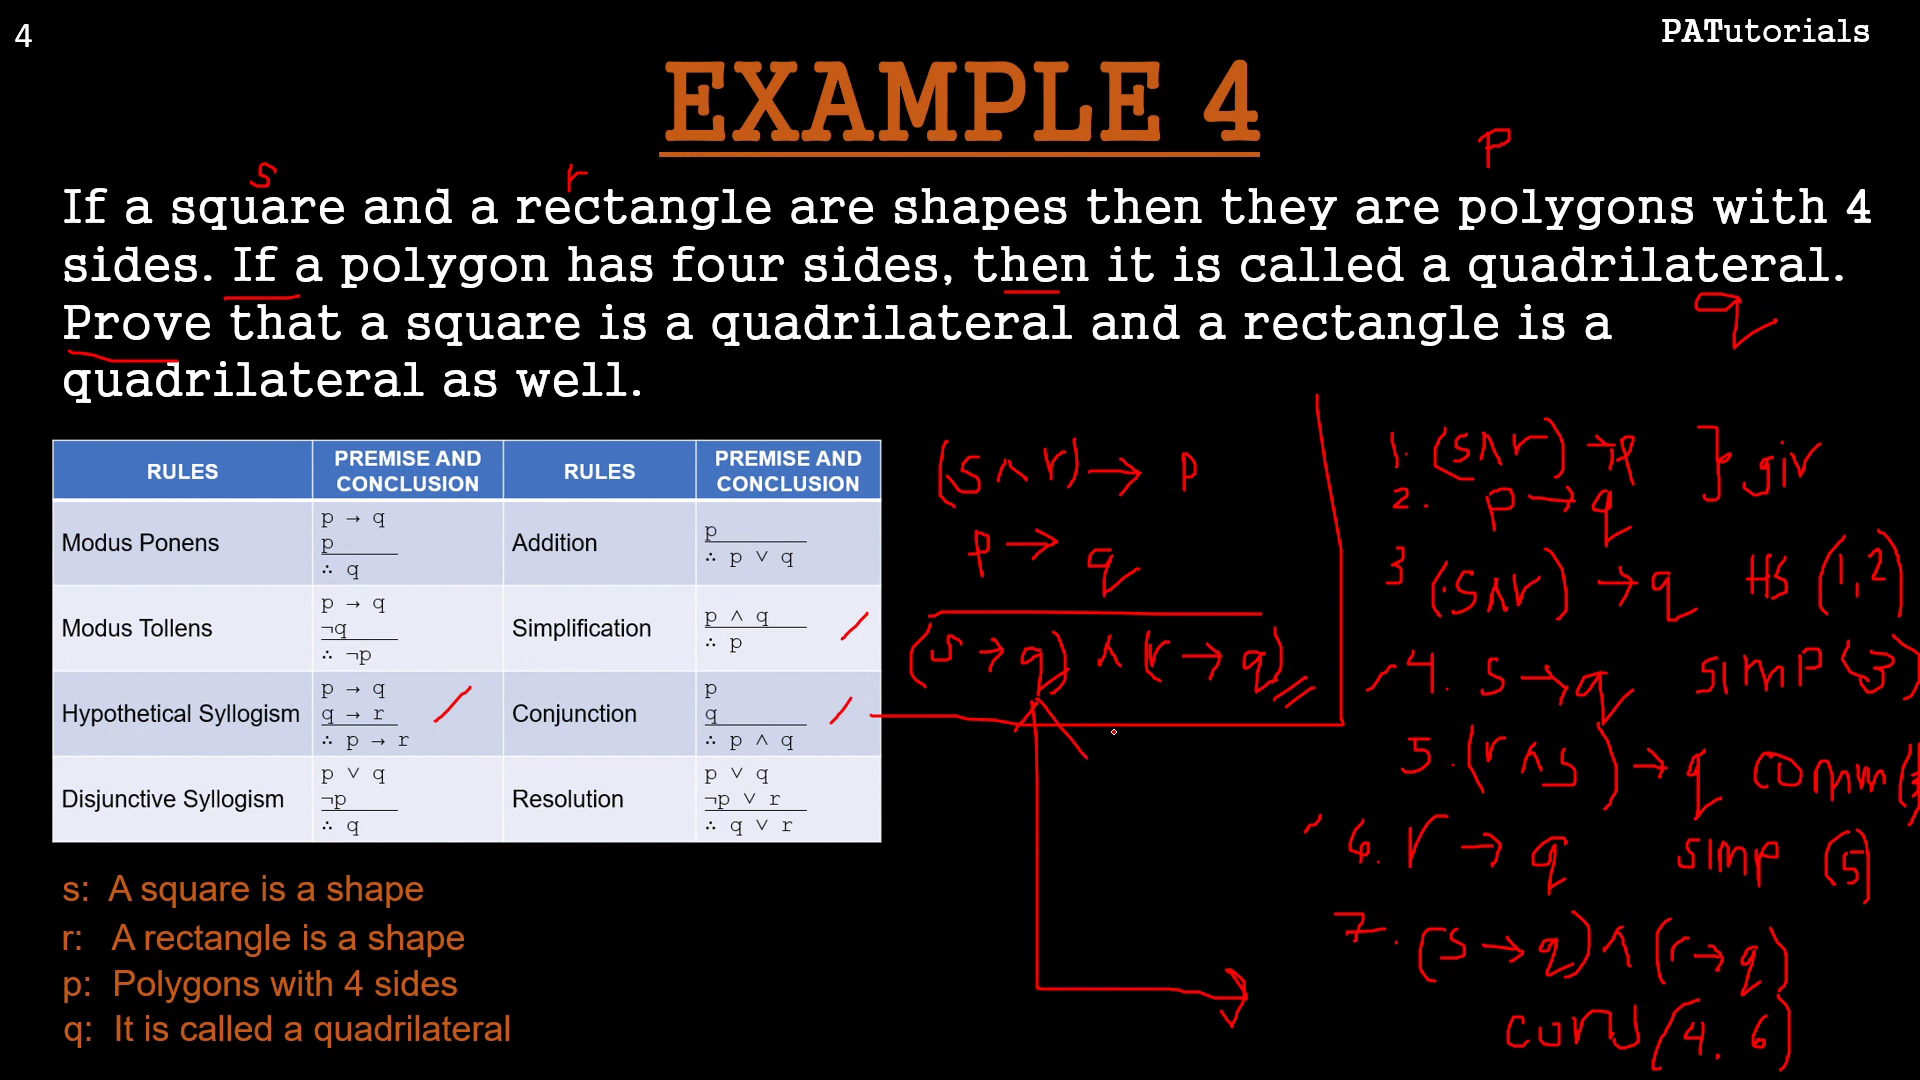 4
PATutorials
EXAMPLE 4
s r p
If a square and a rectangle are shapes then they are polygons with 4
sides. If a polygon has four sides, then it is called a quadrilateral.
q
Prove that a square is a quadrilateral and a rectangle is a
quadrilateral as well.
RULES PREMISE AND CONCLUSION RULES PREMISE AND CONCLUSION
Modus Ponens
p → q
p
∴ q
Addition
p
∴ p ∨ q
Modus Tollens
p → q
¬q
∴ ¬p
Simplification
p ∧ q
∴ p
Hypothetical Syllogism
p → q
q → r
∴ p → r
Conjunction
p
q
∴ p ∧ q
Disjunctive Syllogism
p ∨ q
¬p
∴ q
Resolution
p ∨ q
¬p ∨ r
∴ q ∨ r
s: A square is a shape
r: A rectangle is a shape
p: Polygons with 4 sides
q: It is called a quadrilateral
(s ∧ r) → p
p → q
(s → q) ∧ (r → q)
1. (s ∧ r) → p } giv
2. p → q
3 (s ∧ r) → q HS (1,2)
4. s → q simp (3)
5. (r ∧ s) → q comm(
6. r → q simp (5)
7. (s → q) ∧ (r → q)
conj (4, 6)